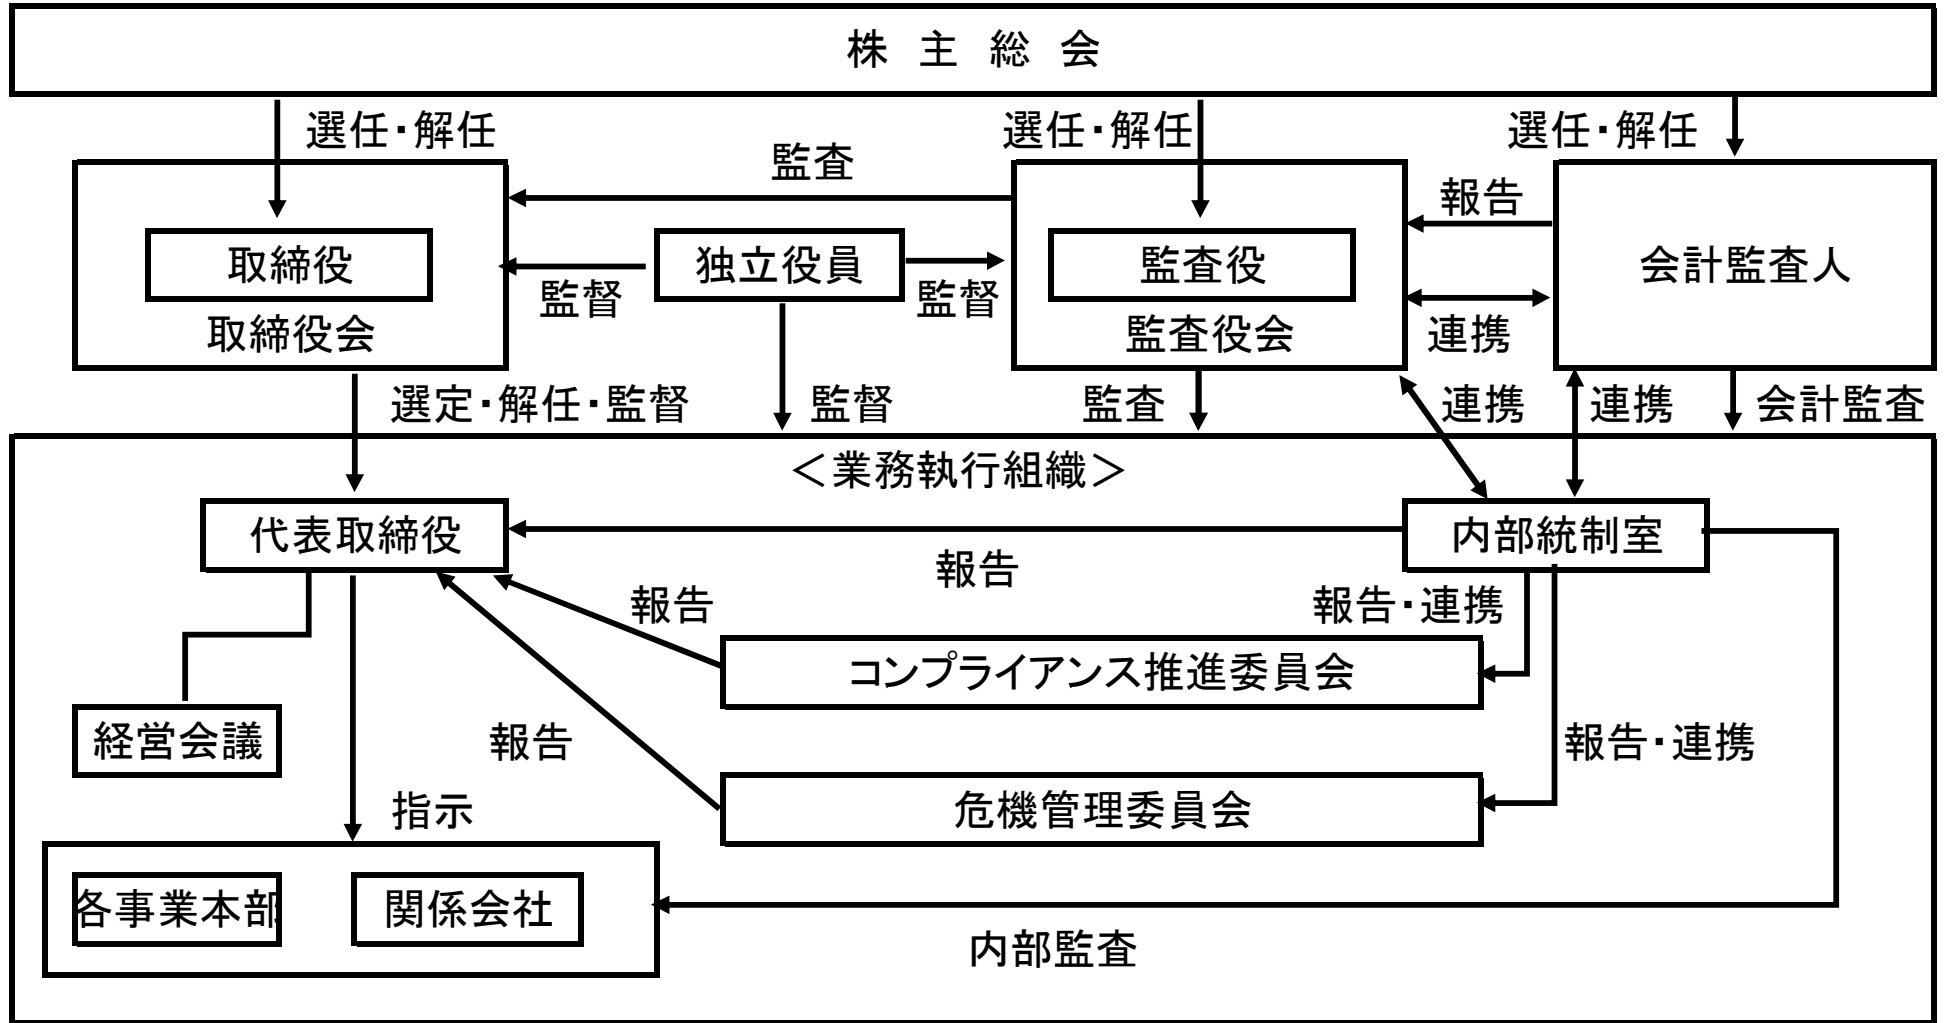 株 主 総 会
選任・解任
選任・解任
選任・解任
監査
報告
取締役
独立役員
監査役
会計監査人
監督
監督
取締役会
監査役会
連携
選定・解任・監督
監督
監査
連携
連携
会計監査
＜業務執行組織＞
代表取締役
内部統制室
報告
報告
報告・連携
コンプライアンス推進委員会
経営会議
報告
報告・連携
指示
危機管理委員会
各事業本部
関係会社
内部監査